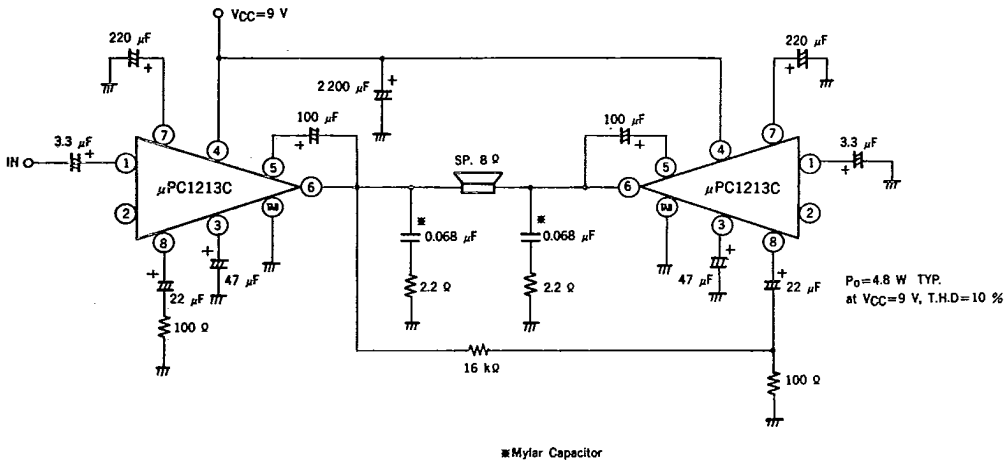 VCC=9 V
220 μF
+
7
4
2 200 μF
+
220 μF
+
7
4
3.3 μF
IN
+
1
100 μF
+
5
100 μF
+
5
1
3.3 μF
+
μPC1213C
6
SP. 8 Ω
6
μPC1213C
2
8
3
TAB
TAB
3
8
2
+
22 μF
100 Ω
+
47 μF
※
0.068 μF
2.2 Ω
※
0.068 μF
2.2 Ω
+
47 μF
+
22 μF
Po=4.8 W TYP.
at VCC=9 V, T.H.D=10 %
16 kΩ
100 Ω
※Mylar Capacitor